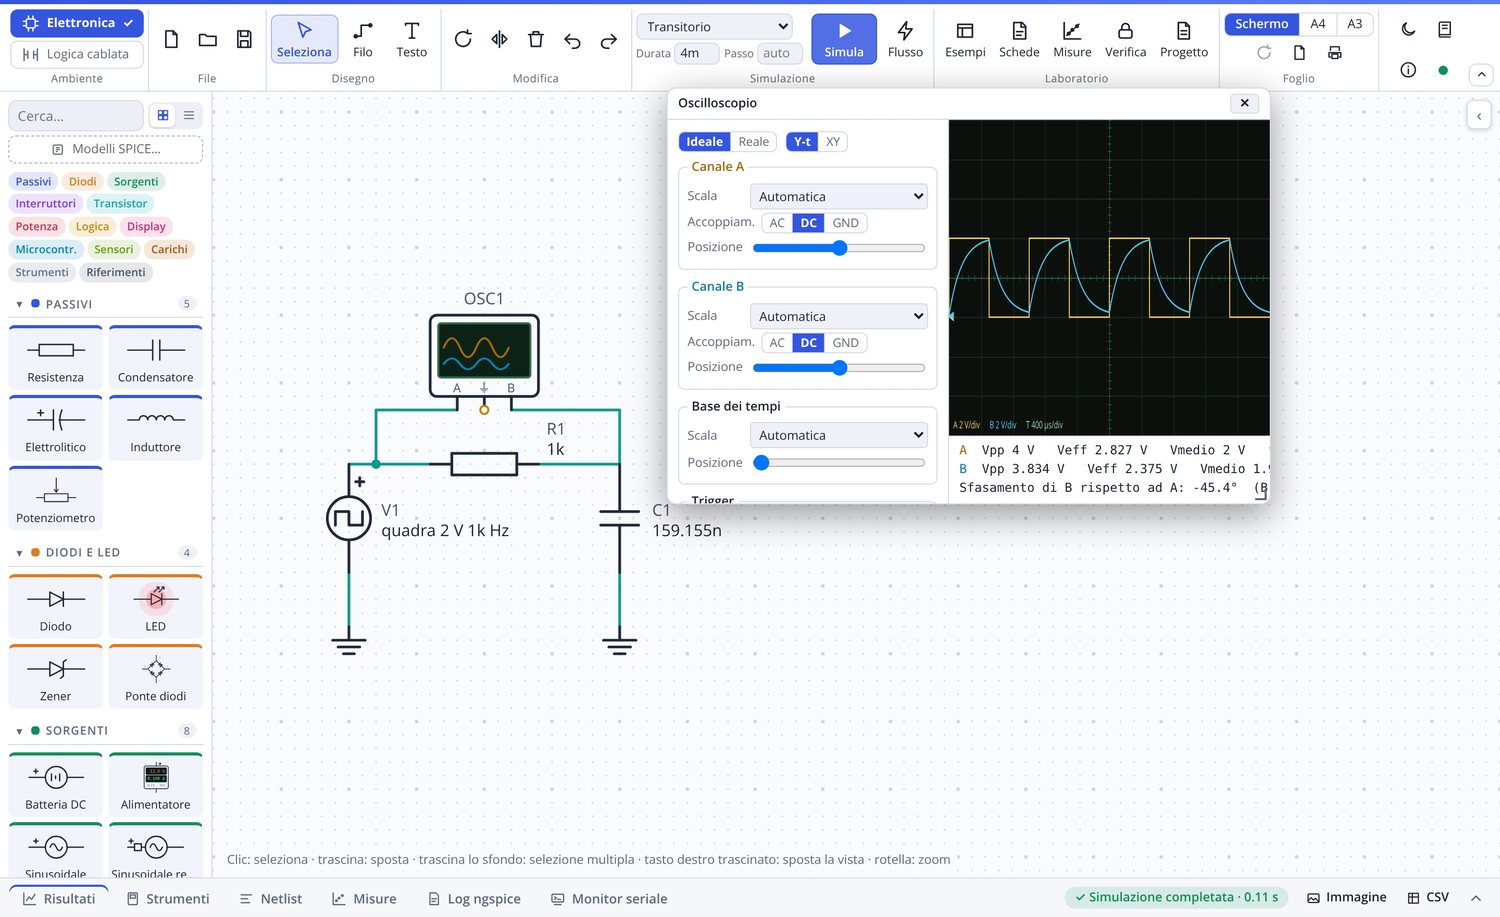 Elettronica
Logica cablata
Ambiente
File
Seleziona
Filo
Testo
Disegno
Modifica
Transitorio
Durata 4m Passo auto
Simula
Flusso
Simulazione
Esempi
Schede
Misure
Verifica
Progetto
Laboratorio
Schermo A4 A3
Foglio
Cerca...
Modelli SPICE...
Passivi Diodi Sorgenti
Interruttori Transistor
Potenza Logica Display
Microcontr. Sensori Carichi
Strumenti Riferimenti
PASSIVI 5
Resistenza Condensatore
Elettrolitico Induttore
Potenziometro
DIODI E LED 4
Diodo LED
Zener Ponte diodi
SORGENTI 8
Batteria DC Alimentatore
Sinusoidale Sinusoidale re...
OSC1
A B
R1
1k
V1
quadra 2 V 1k Hz
C1
159.155n
Oscilloscopio
Ideale Reale Y-t XY
Canale A
Scala Automatica
Accoppiam. AC DC GND
Posizione
Canale B
Scala Automatica
Accoppiam. AC DC GND
Posizione
Base dei tempi
Scala Automatica
Posizione
Trigger
A 2 V/div B 2 V/div T 400 µs/div
A Vpp 4 V Veff 2.827 V Vmedio 2 V
B Vpp 3.834 V Veff 2.375 V Vmedio 1.
Sfasamento di B rispetto ad A: -45.4° (B
Clic: seleziona · trascina: sposta · trascina lo sfondo: selezione multipla · tasto destro trascinato: sposta la vista · rotella: zoom
Risultati Strumenti Netlist Misure Log ngspice Monitor seriale
Simulazione completata · 0.11 s
Immagine CSV